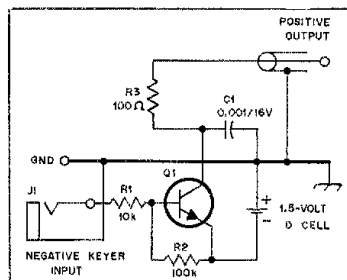 POSITIVE
OUTPUT
R3
100Ω
C1
0.001/16V
GND
Q1
J1
R1
10k
+
1.5-VOLT
-
D CELL
R2
100k
NEGATIVE KEYER
INPUT